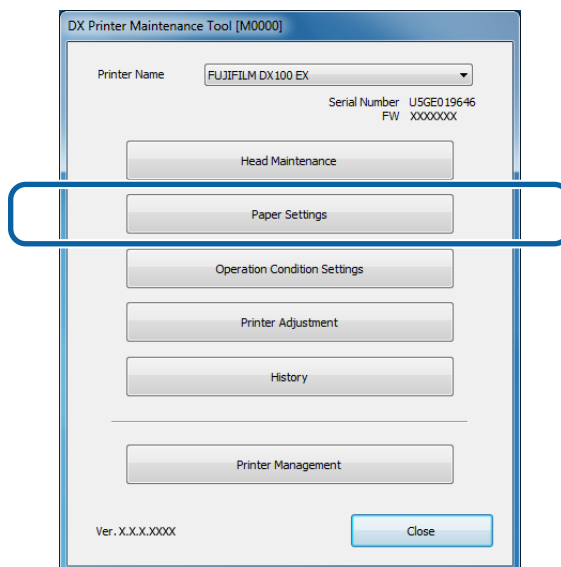 DX Printer Maintenance Tool [M0000]
Printer Name FUJIFILM DX100 EX
Serial Number U5GE019646
FW XXXXXXX
Head Maintenance
Paper Settings
Operation Condition Settings
Printer Adjustment
History
Printer Management
Ver. X.X.X.XXXX Close